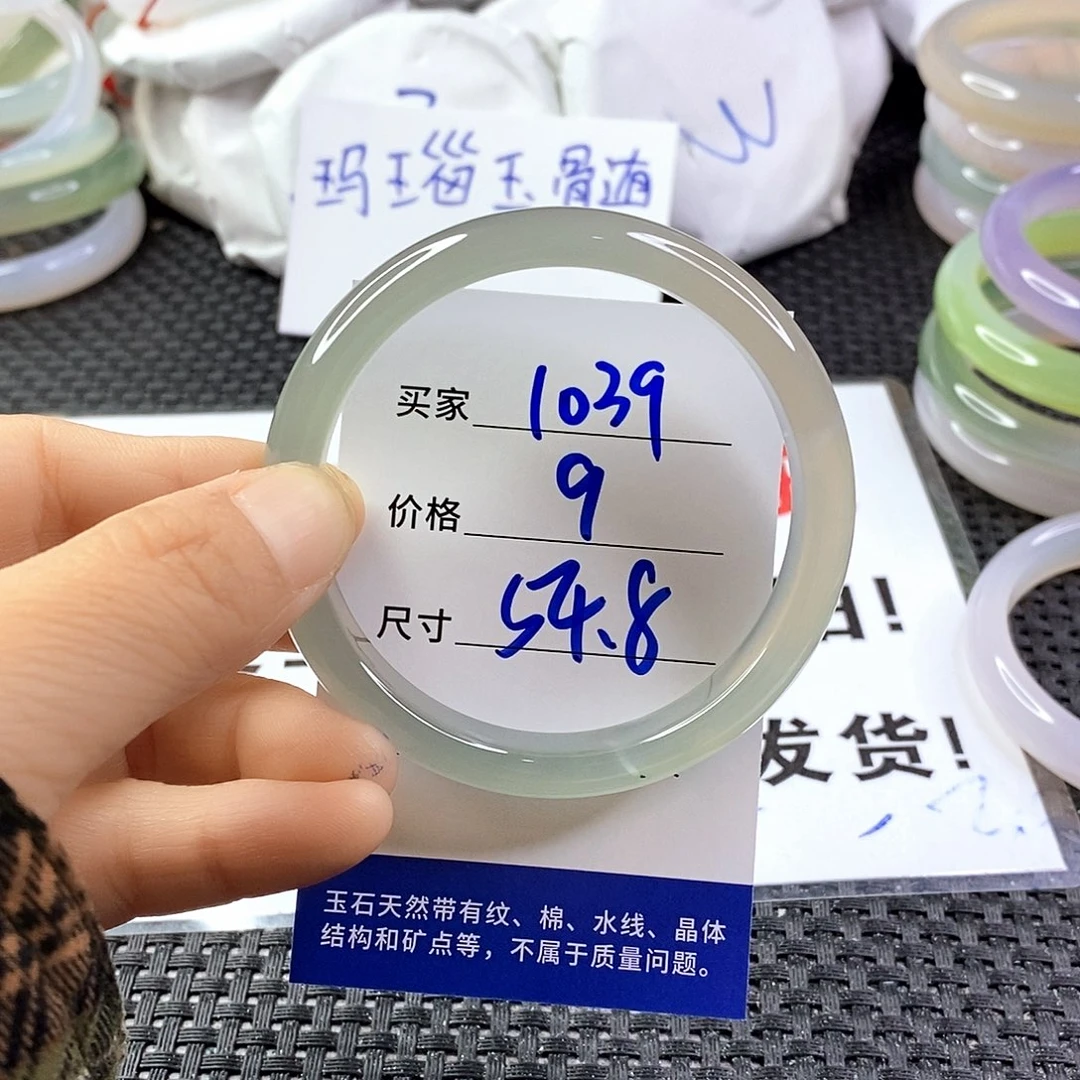 玛瑙玉骨髓
买家 1039
价格 9
尺寸 54.8
发货!
玉石天然带有纹、棉、水线、晶体
结构和矿点等，不属于质量问题。